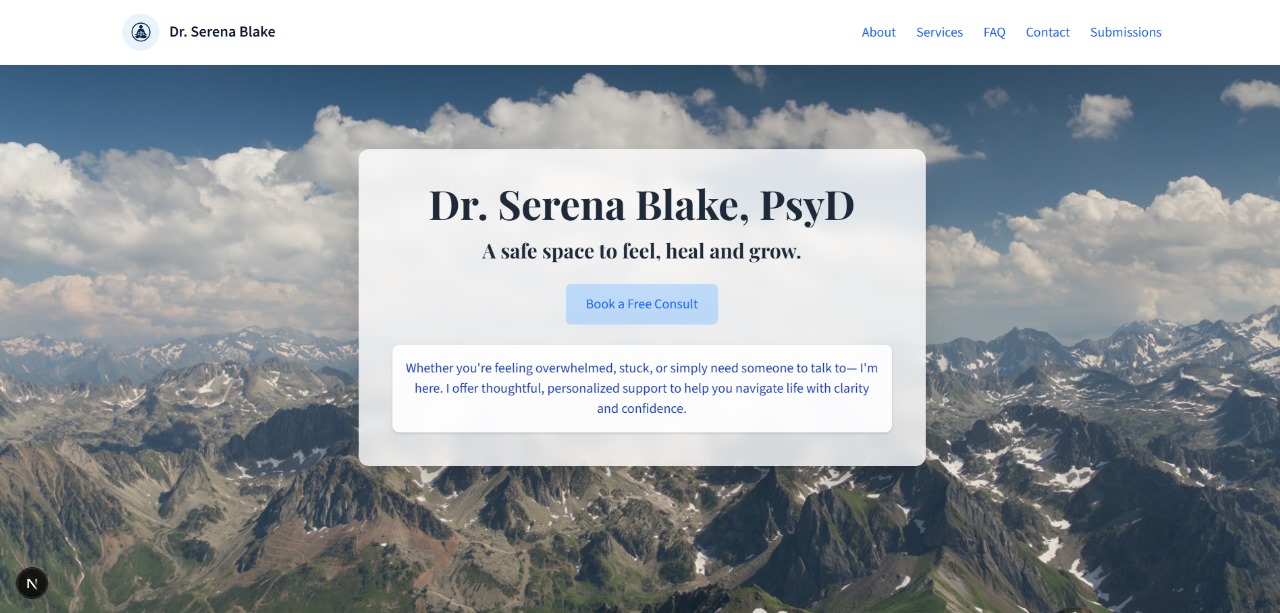 Dr. Serena Blake
About Services FAQ Contact Submissions
Dr. Serena Blake, PsyD
A safe space to feel, heal and grow.
Book a Free Consult
Whether you're feeling overwhelmed, stuck, or simply need someone to talk to— I'm
here. I offer thoughtful, personalized support to help you navigate life with clarity
and confidence.
N